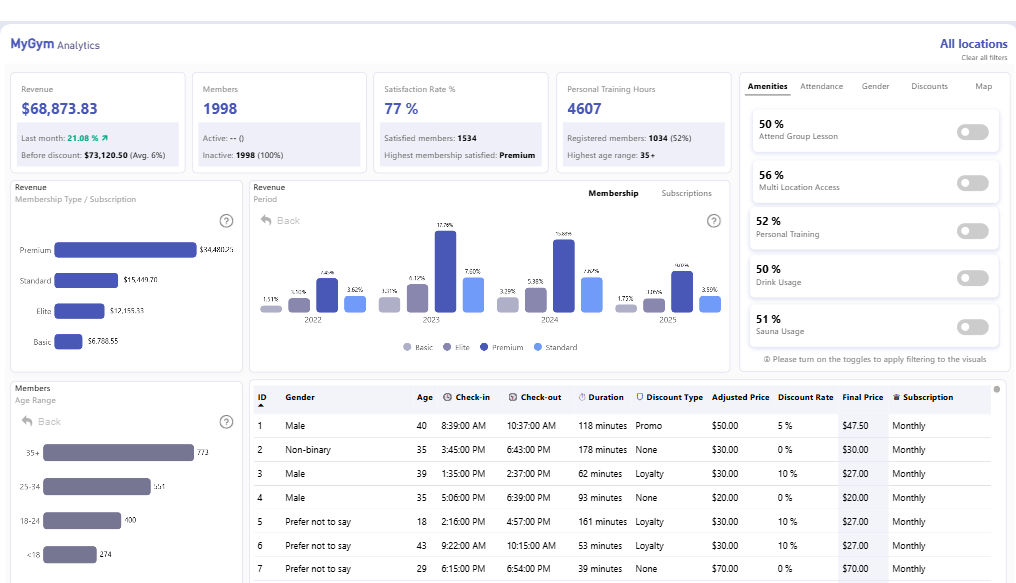 MyGym Analytics
All locations
Clear all filters
Revenue
$68,873.83
Last month: 21.08 %
Before discount: $73,120.50 (Avg. 6%)
Members
1998
Active: -- ()
Inactive: 1998 (100%)
Satisfaction Rate %
77 %
Satisfied members: 1534
Highest membership satisfied: Premium
Personal Training Hours
4607
Registered members: 1034 (52%)
Highest age range: 35+
Amenities Attendance Gender Discounts Map
50 %
Attend Group Lesson
56 %
Multi Location Access
52 %
Personal Training
50 %
Drink Usage
51 %
Sauna Usage
Please turn on the toggles to apply filtering to the visuals
Revenue
Membership Type / Subscription
Premium $34,480.25
Standard $15,449.70
Elite $12,155.33
Basic $6,788.55
Revenue
Period
Membership Subscriptions
Back
1.51% 3.10% 7.45% 3.62%
3.31% 6.12% 17.76% 7.60%
3.29% 5.38% 15.88% 7.62%
1.75% 3.05% 3.59%
2022 2023 2024 2025
Basic Elite Premium Standard
Members
Age Range
Back
35+ 773
25-34 551
18-24 400
<18 274
ID Gender Age Check-in Check-out Duration Discount Type Adjusted Price Discount Rate Final Price Subscription
1 Male 40 8:39:00 AM 10:37:00 AM 118 minutes Promo $50.00 5 % $47.50 Monthly
2 Non-binary 35 3:45:00 PM 6:43:00 PM 178 minutes None $30.00 0 % $30.00 Monthly
3 Male 39 1:35:00 PM 2:37:00 PM 62 minutes Loyalty $30.00 10 % $27.00 Monthly
4 Male 35 5:06:00 PM 6:39:00 PM 93 minutes None $20.00 0 % $20.00 Monthly
5 Prefer not to say 18 2:16:00 PM 4:57:00 PM 161 minutes Loyalty $30.00 10 % $27.00 Monthly
6 Prefer not to say 43 9:22:00 AM 10:15:00 AM 53 minutes Loyalty $30.00 10 % $27.00 Monthly
7 Prefer not to say 29 6:15:00 PM 6:54:00 PM 39 minutes None $70.00 0 % $70.00 Monthly